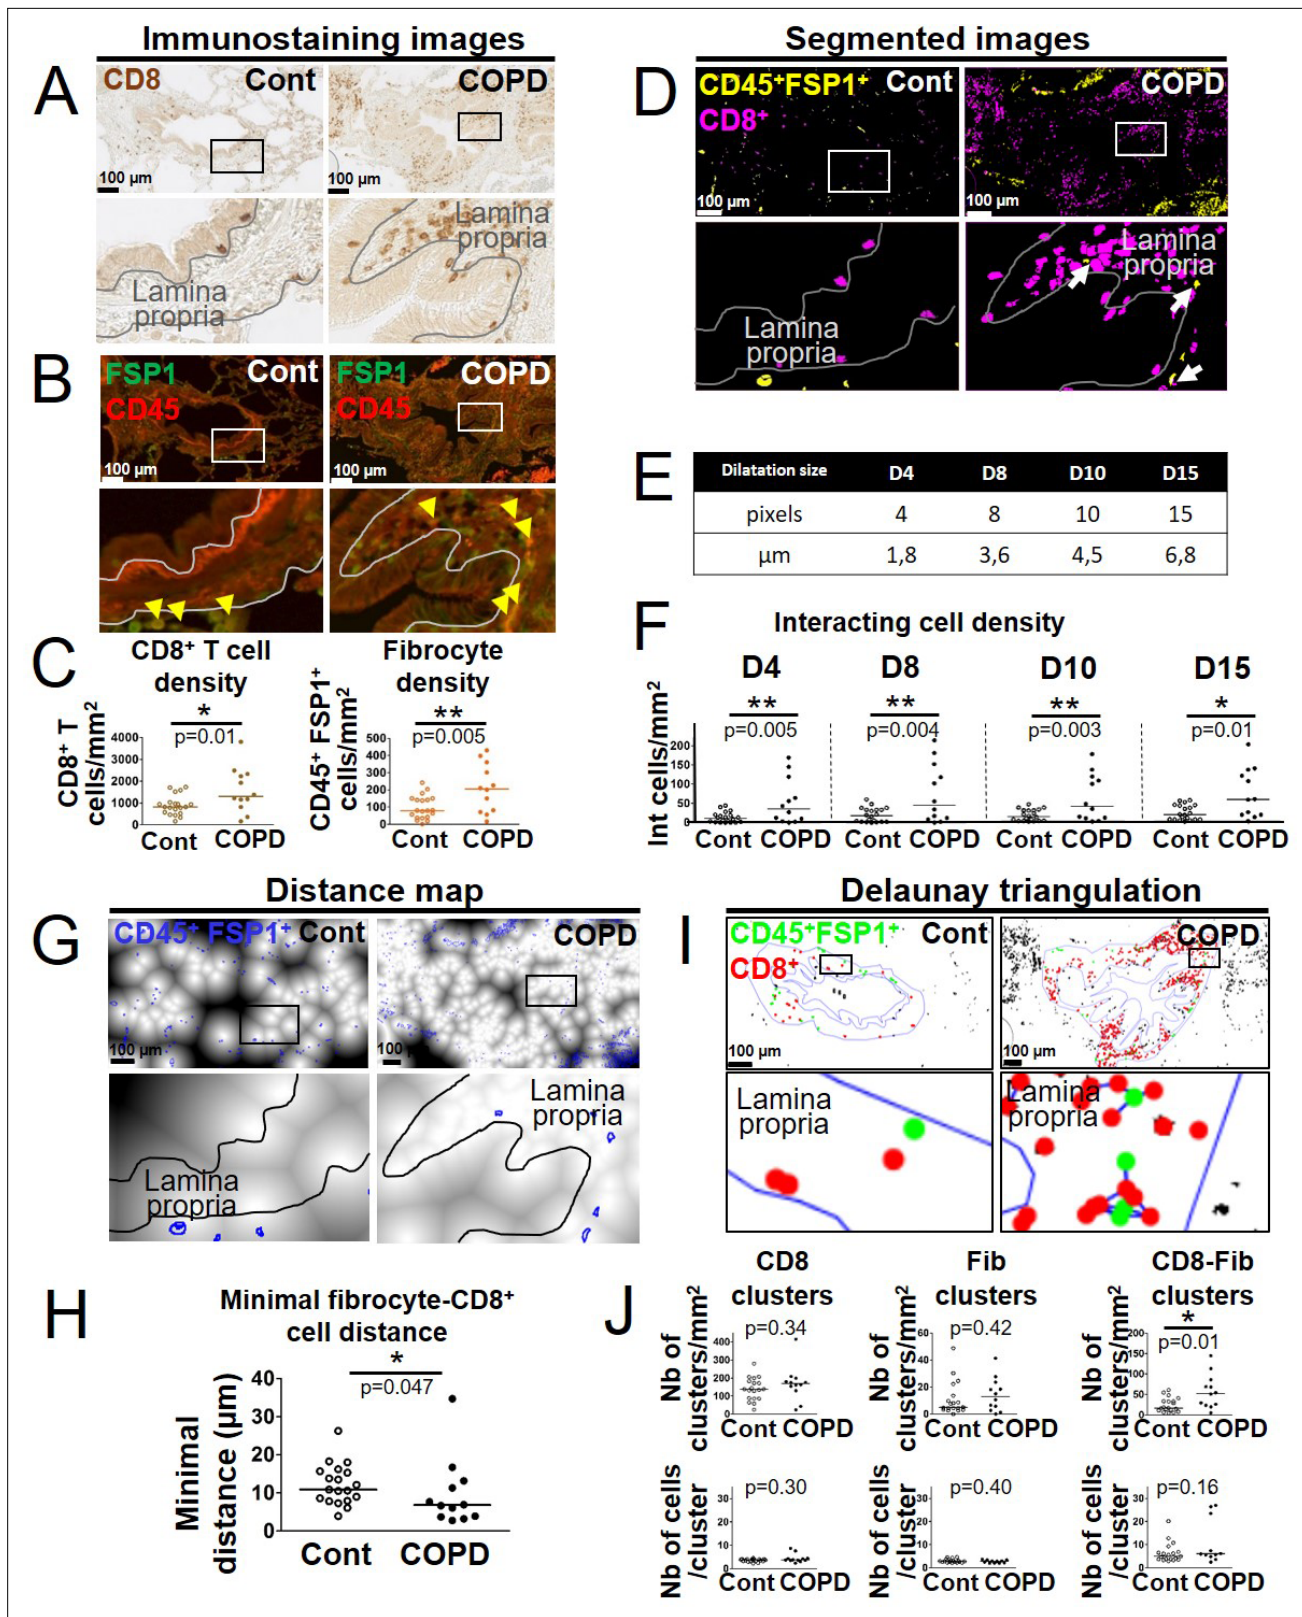 Immunostaining images
A
CD8
Cont
COPD
100 µm
100 µm
Lamina
propria
Lamina
propria
B
FSP1
CD45
Cont
FSP1
CD45
COPD
100 µm
100 µm
C
CD8⁺ T cell
density
CD8⁺ T
cells/mm²
*
p=0.01
4000
3000
2000
1000
0
Cont COPD
Fibrocyte
density
CD45⁺ FSP1⁺
cells/mm²
**
p=0.005
500
400
300
200
100
0
Cont COPD
Segmented images
D
CD45⁺FSP1⁺
CD8⁺
Cont
COPD
100 µm
100 µm
Lamina
propria
Lamina
propria
E
Dilatation size D4 D8 D10 D15
pixels 4 8 10 15
µm 1,8 3,6 4,5 6,8
F
Interacting cell density
D4 D8 D10 D15
** ** ** *
p=0.005 p=0.004 p=0.003 p=0.01
Int cells/mm²
200
150
100
50
0
Cont COPD Cont COPD Cont COPD Cont COPD
Distance map
G
CD45⁺ FSP1⁺ Cont
COPD
100 µm
100 µm
Lamina
propria
Lamina
propria
H
Minimal fibrocyte-CD8⁺
cell distance
*
p=0.047
Minimal
distance (µm)
40
30
20
10
0
Cont COPD
Delaunay triangulation
I
CD45⁺FSP1⁺
CD8⁺
Cont
COPD
100 µm
100 µm
Lamina
propria
Lamina
propria
J
CD8
clusters
Nb of
clusters/mm²
p=0.34
400
300
200
100
0
Cont COPD
Fib
clusters
Nb of
clusters/mm²
p=0.42
60
40
20
0
Cont COPD
CD8-Fib
clusters
Nb of
clusters/mm²
*
p=0.01
200
150
100
50
0
Cont COPD
Nb of cells
/cluster
p=0.30
30
20
10
0
Cont COPD
Nb of cells
/cluster
p=0.40
30
20
10
0
Cont COPD
Nb of cells
/cluster
p=0.16
30
20
10
0
Cont COPD